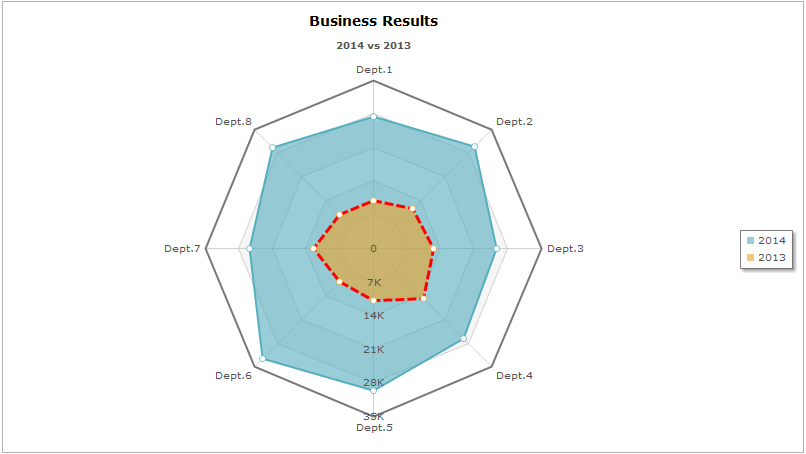 Business Results
2014 vs 2013
Dept.1
Dept.8
Dept.2
Dept.7
0
Dept.3
2014
2013
7K
14K
21K
Dept.6
28K
Dept.4
35K
Dept.5